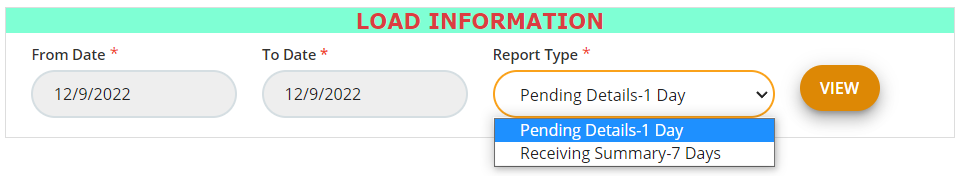 LOAD INFORMATION
From Date * To Date * Report Type *
12/9/2022 12/9/2022 Pending Details-1 Day VIEW
Pending Details-1 Day
Receiving Summary-7 Days